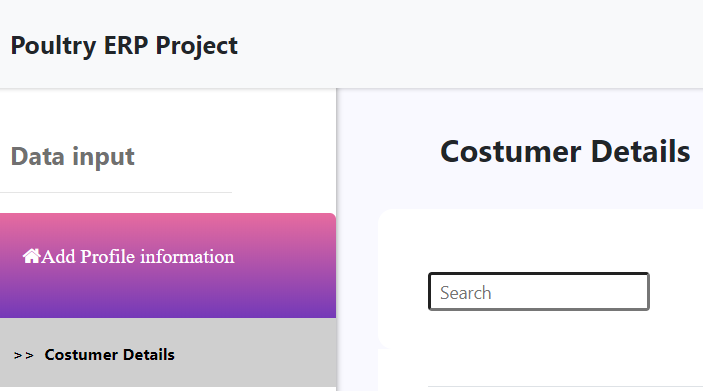 Poultry ERP Project
Data input
Costumer Details
Add Profile information
Search
>> Costumer Details